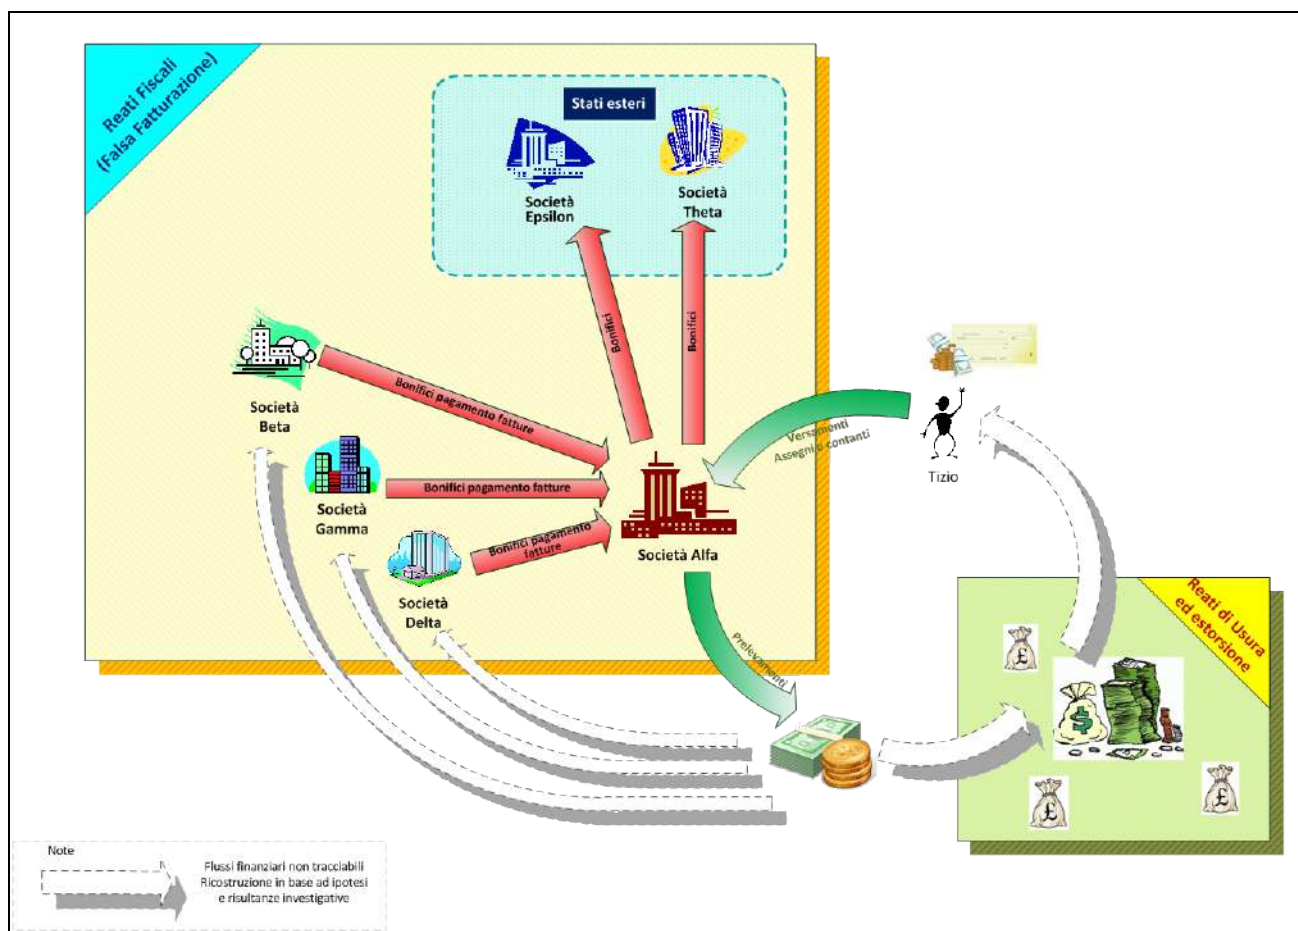 Reati Fiscali
(Falsa Fatturazione)
Stati esteri
Società
Epsilon
Società
Theta
Bonifici
Bonifici
Società
Beta
Bonifici pagamento fatture
Società
Gamma
Bonifici pagamento fatture
Società
Delta
Bonifici pagamento
fatture
Società Alfa
Versamenti
Assegni o contanti
Tizio
Prelevamenti
Reati di Usura
ed estorsione
£
$
£
£
Note
Flussi finanziari non tracciabili
Ricostruzione in base ad ipotesi
e risultanze investigative